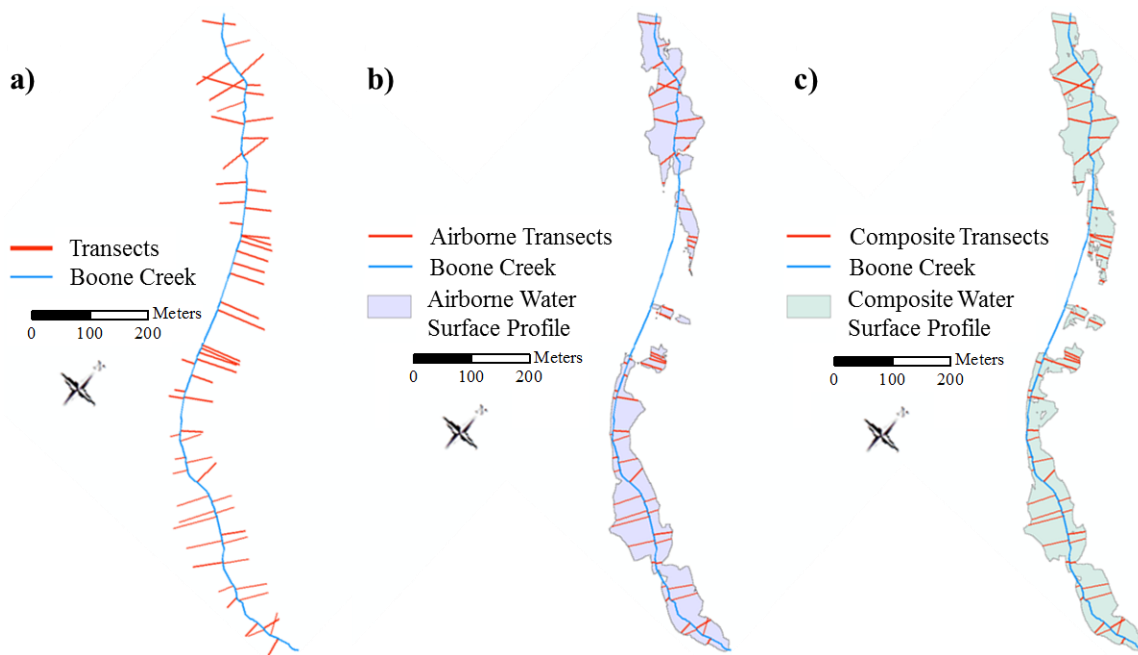 a)
Transects
Boone Creek
Meters
0 100 200
b)
Airborne Transects
Boone Creek
Airborne Water
Surface Profile
Meters
0 100 200
c)
Composite Transects
Boone Creek
Composite Water
Surface Profile
Meters
0 100 200